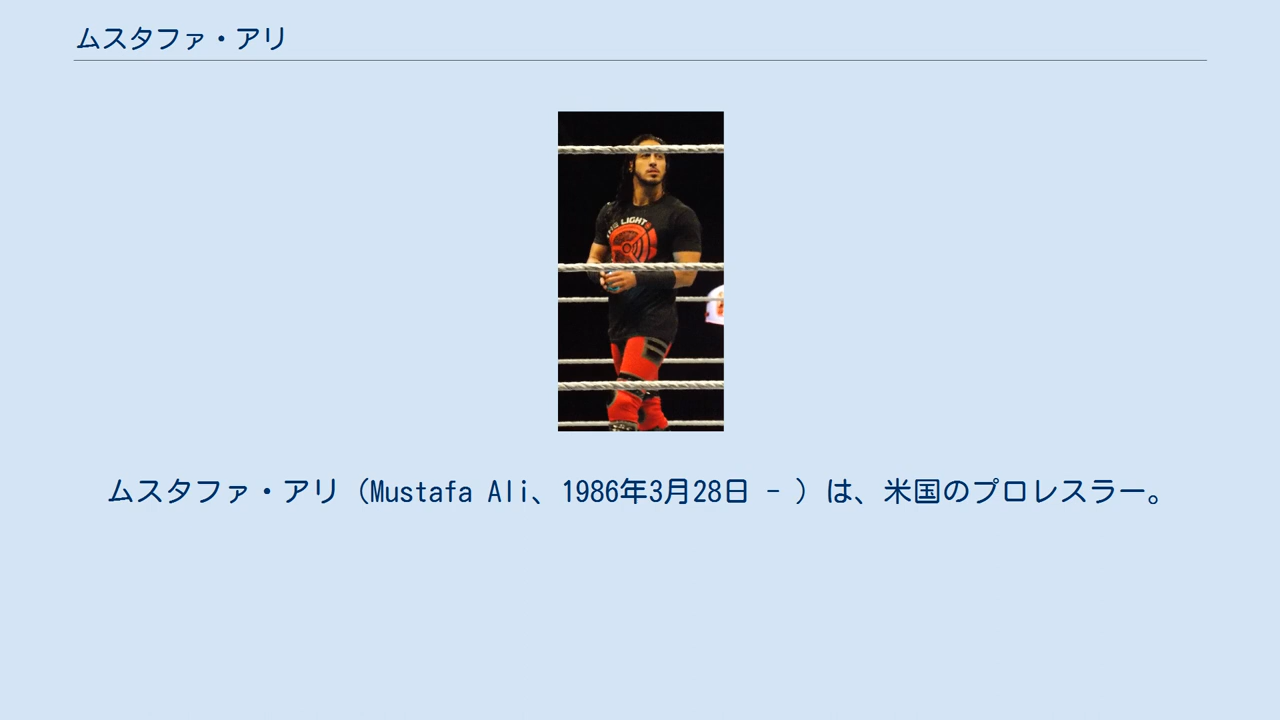 ムスタファ・アリ
LIGHT
ムスタファ・アリ（Mustafa Ali、1986年3月28日 - ）は、米国のプロレスラー。